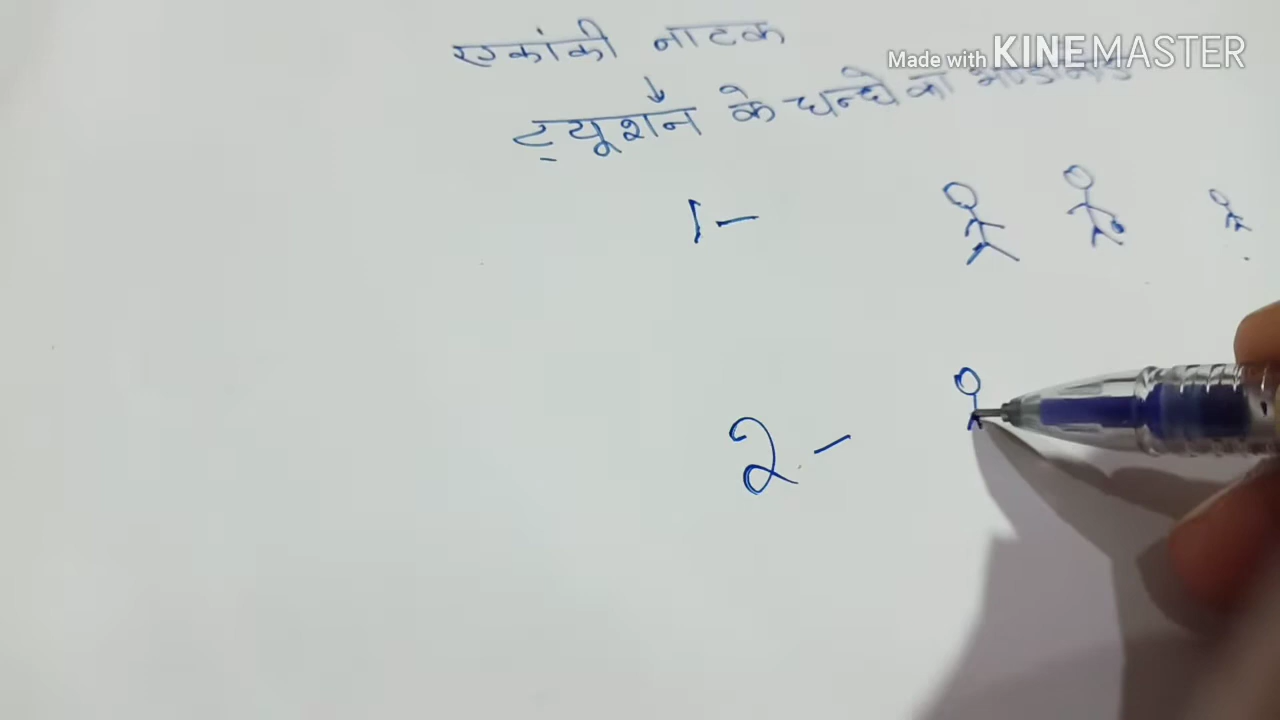 एकांकी नाटक
Made with KINEMASTER
ट्यूशन के धन्धे का
1-
2-